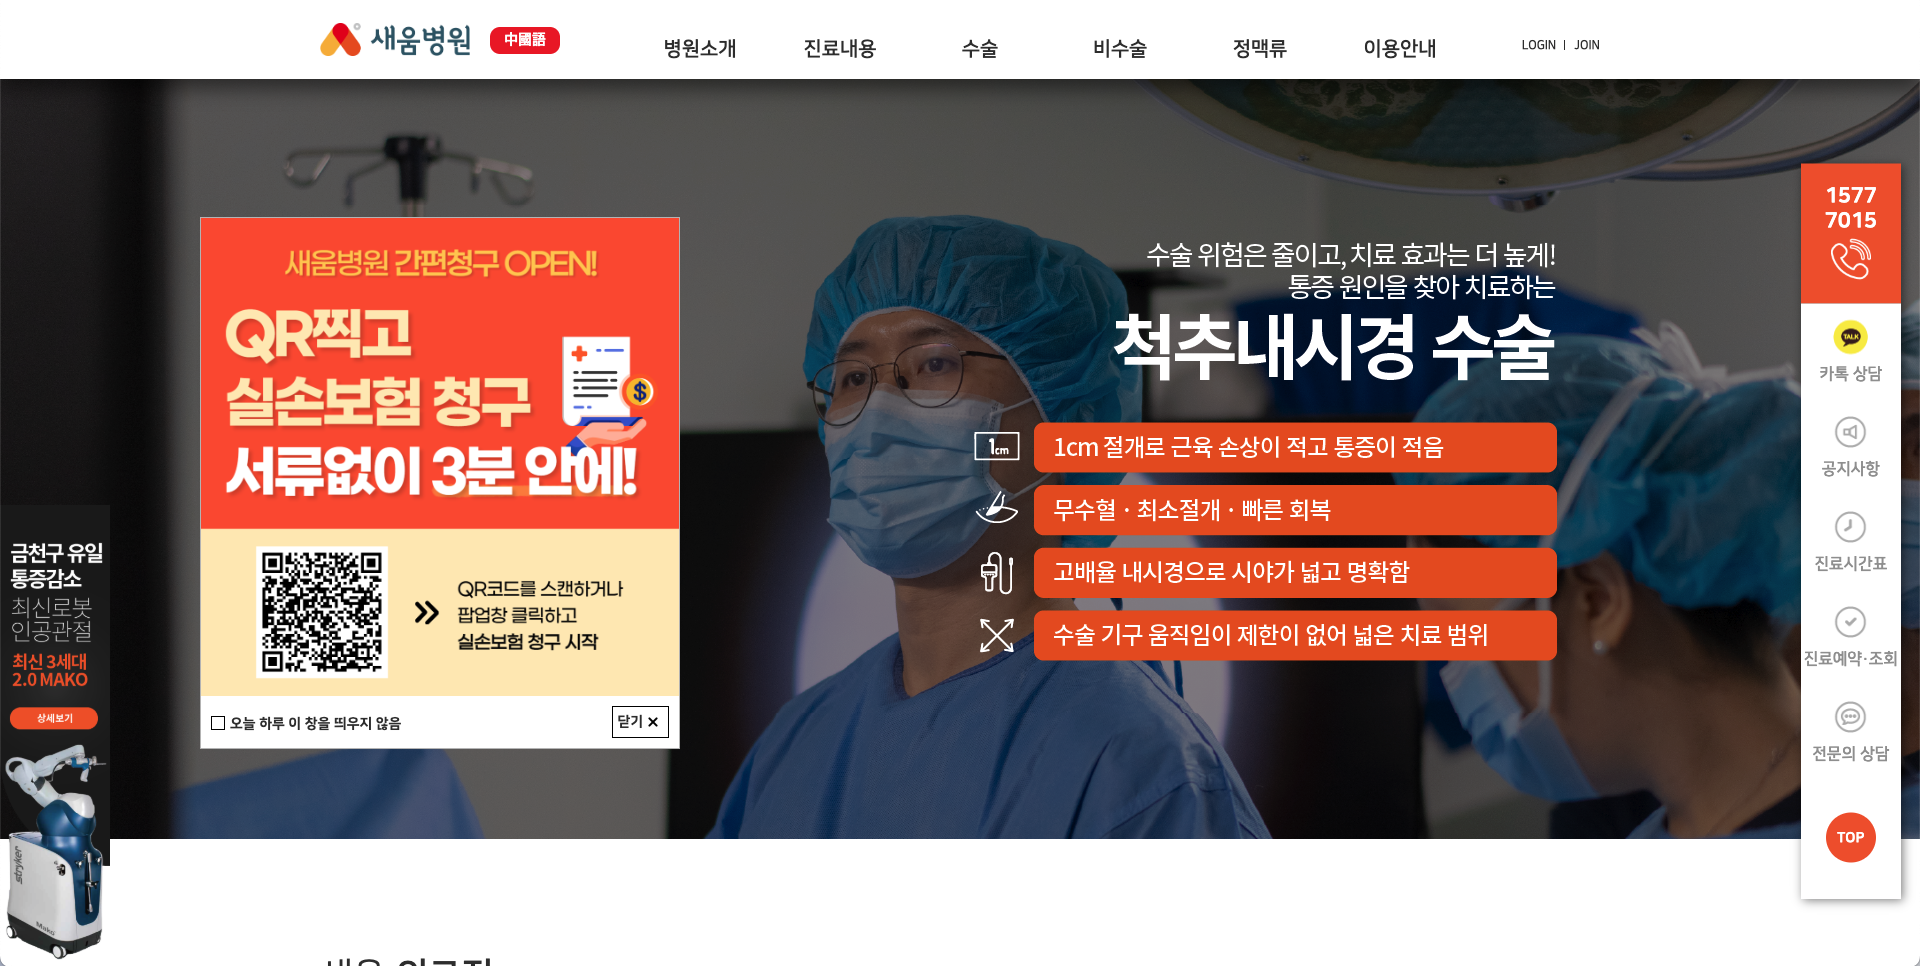 새움병원
中國語
병원소개
진료내용
수술
비수술
정맥류
이용안내
LOGIN
JOIN
새움병원 간편청구 OPEN!
QR찍고
실손보험 청구
서류없이 3분 안에!
QR코드를 스캔하거나
팝업창 클릭하고
실손보험 청구 시작
오늘 하루 이 창을 띄우지 않음
닫기 ×
수술 위험은 줄이고, 치료 효과는 더 높게!
통증 원인을 찾아 치료하는
척추내시경 수술
1cm
1cm 절개로 근육 손상이 적고 통증이 적음
무수혈 · 최소절개 · 빠른 회복
고배율 내시경으로 시야가 넓고 명확함
수술 기구 움직임이 제한이 없어 넓은 치료 범위
금천구 유일
통증감소
최신로봇
인공관절
최신 3세대
2.0 MAKO
상세보기
stryker
Mako
1577
7015
TALK
카톡 상담
공지사항
진료시간표
진료예약·조회
전문의 상담
TOP